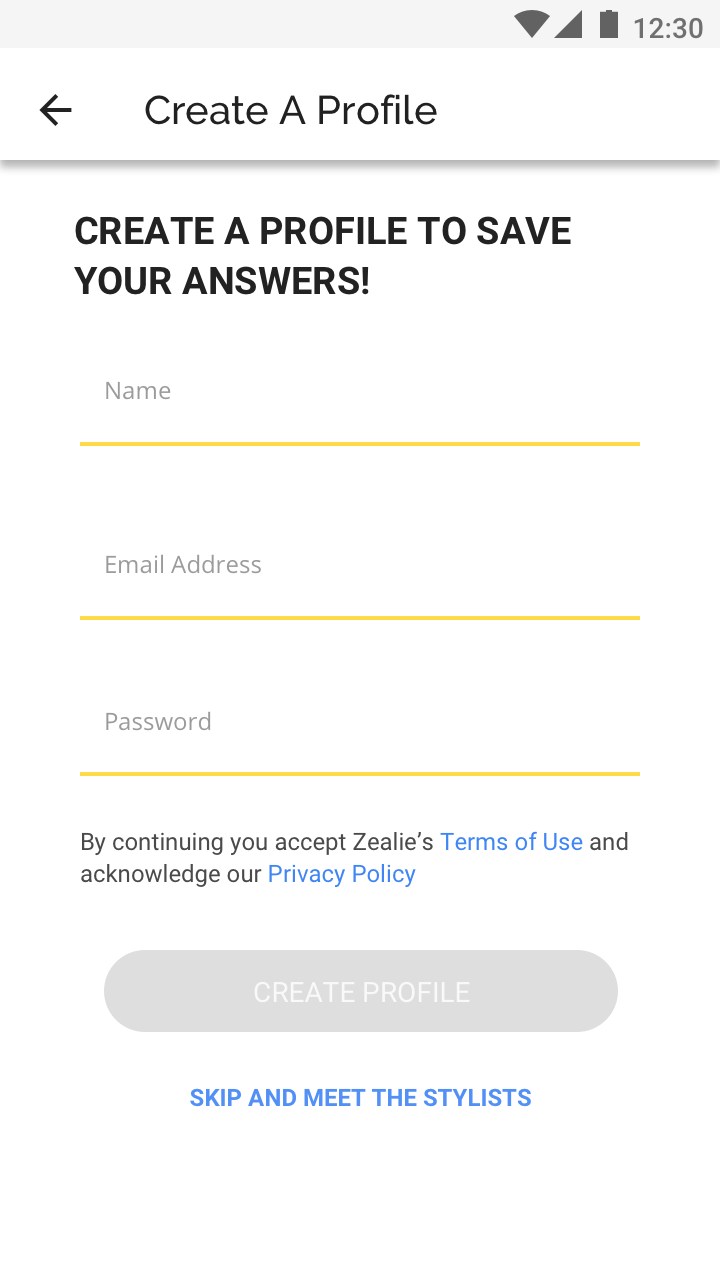 12:30
Create A Profile
CREATE A PROFILE TO SAVE
YOUR ANSWERS!
Name
Email Address
Password
By continuing you accept Zealie’s Terms of Use and
acknowledge our Privacy Policy
CREATE PROFILE
SKIP AND MEET THE STYLISTS